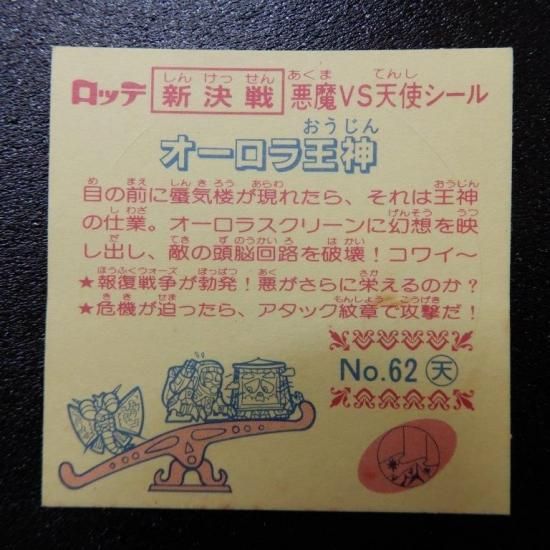 しんけっせん あくま てんし
ロッテ 新決戦 悪魔VS天使シール
おうじん
オーロラ王神
め まえ しんきろう あらわ おうじん
目の前に蜃気楼が現れたら、それは王神
しわざ げんそう うつ
の仕業。オーロラスクリーンに幻想を映
だ てき ずのうかいろ はかい
し出し、敵の頭脳回路を破壊!コワイ〜
ほうふくウォーズ ぼっぱつ あく さか
★報復戦争が勃発!悪がさらに栄えるのか?
きき せま もんしょう こうげき
★危機が迫ったら、アタック紋章で攻撃だ!
No.62 天